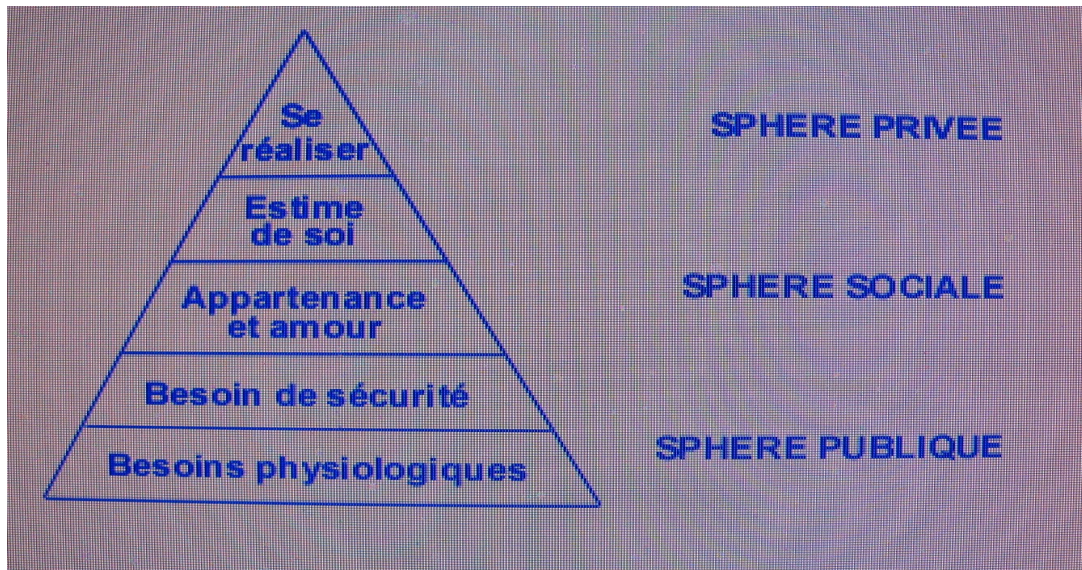 Se
réaliser
SPHERE PRIVEE
Estime
de soi
Appartenance
et amour
SPHERE SOCIALE
Besoin de sécurité
Besoins physiologiques
SPHERE PUBLIQUE